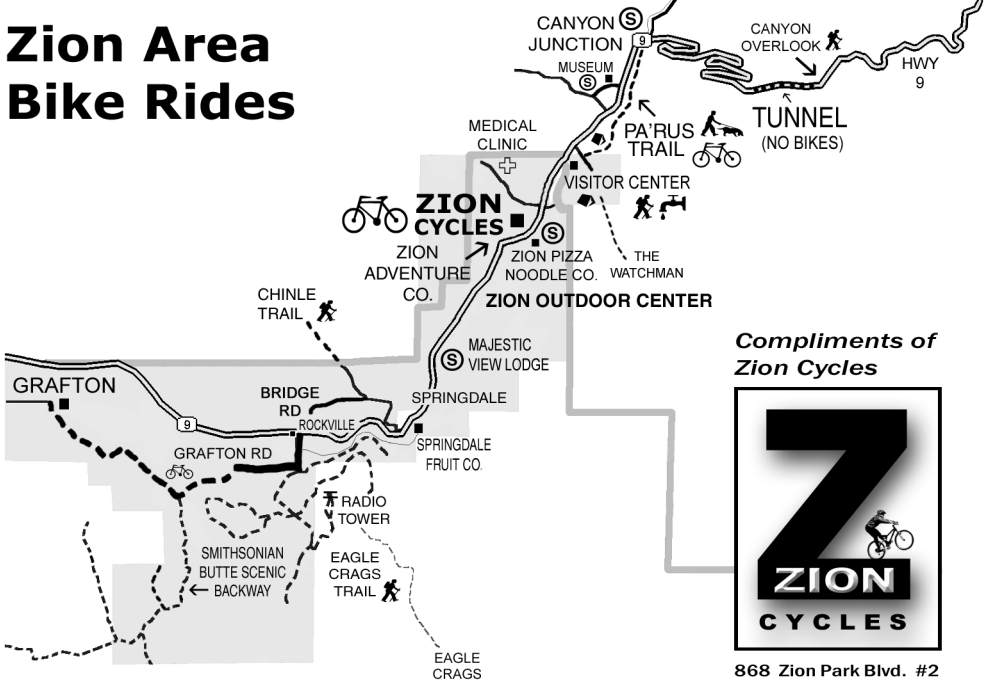 Zion Area
Bike Rides
CANYON
JUNCTION
S
9
CANYON
OVERLOOK
HWY
9
MUSEUM
S
TUNNEL
(NO BIKES)
PA'RUS
TRAIL
MEDICAL
CLINIC
VISITOR CENTER
ZION
CYCLES
S
ZION
ADVENTURE
CO.
ZION PIZZA
NOODLE CO.
THE
WATCHMAN
ZION OUTDOOR CENTER
CHINLE
TRAIL
S
MAJESTIC
VIEW LODGE
Compliments of
Zion Cycles
GRAFTON
BRIDGE
RD
SPRINGDALE
9
ROCKVILLE
SPRINGDALE
FRUIT CO.
GRAFTON RD
RADIO
TOWER
SMITHSONIAN
BUTTE SCENIC
BACKWAY
EAGLE
CRAGS
TRAIL
EAGLE
CRAGS
Z
ZION
CYCLES
868 Zion Park Blvd. #2